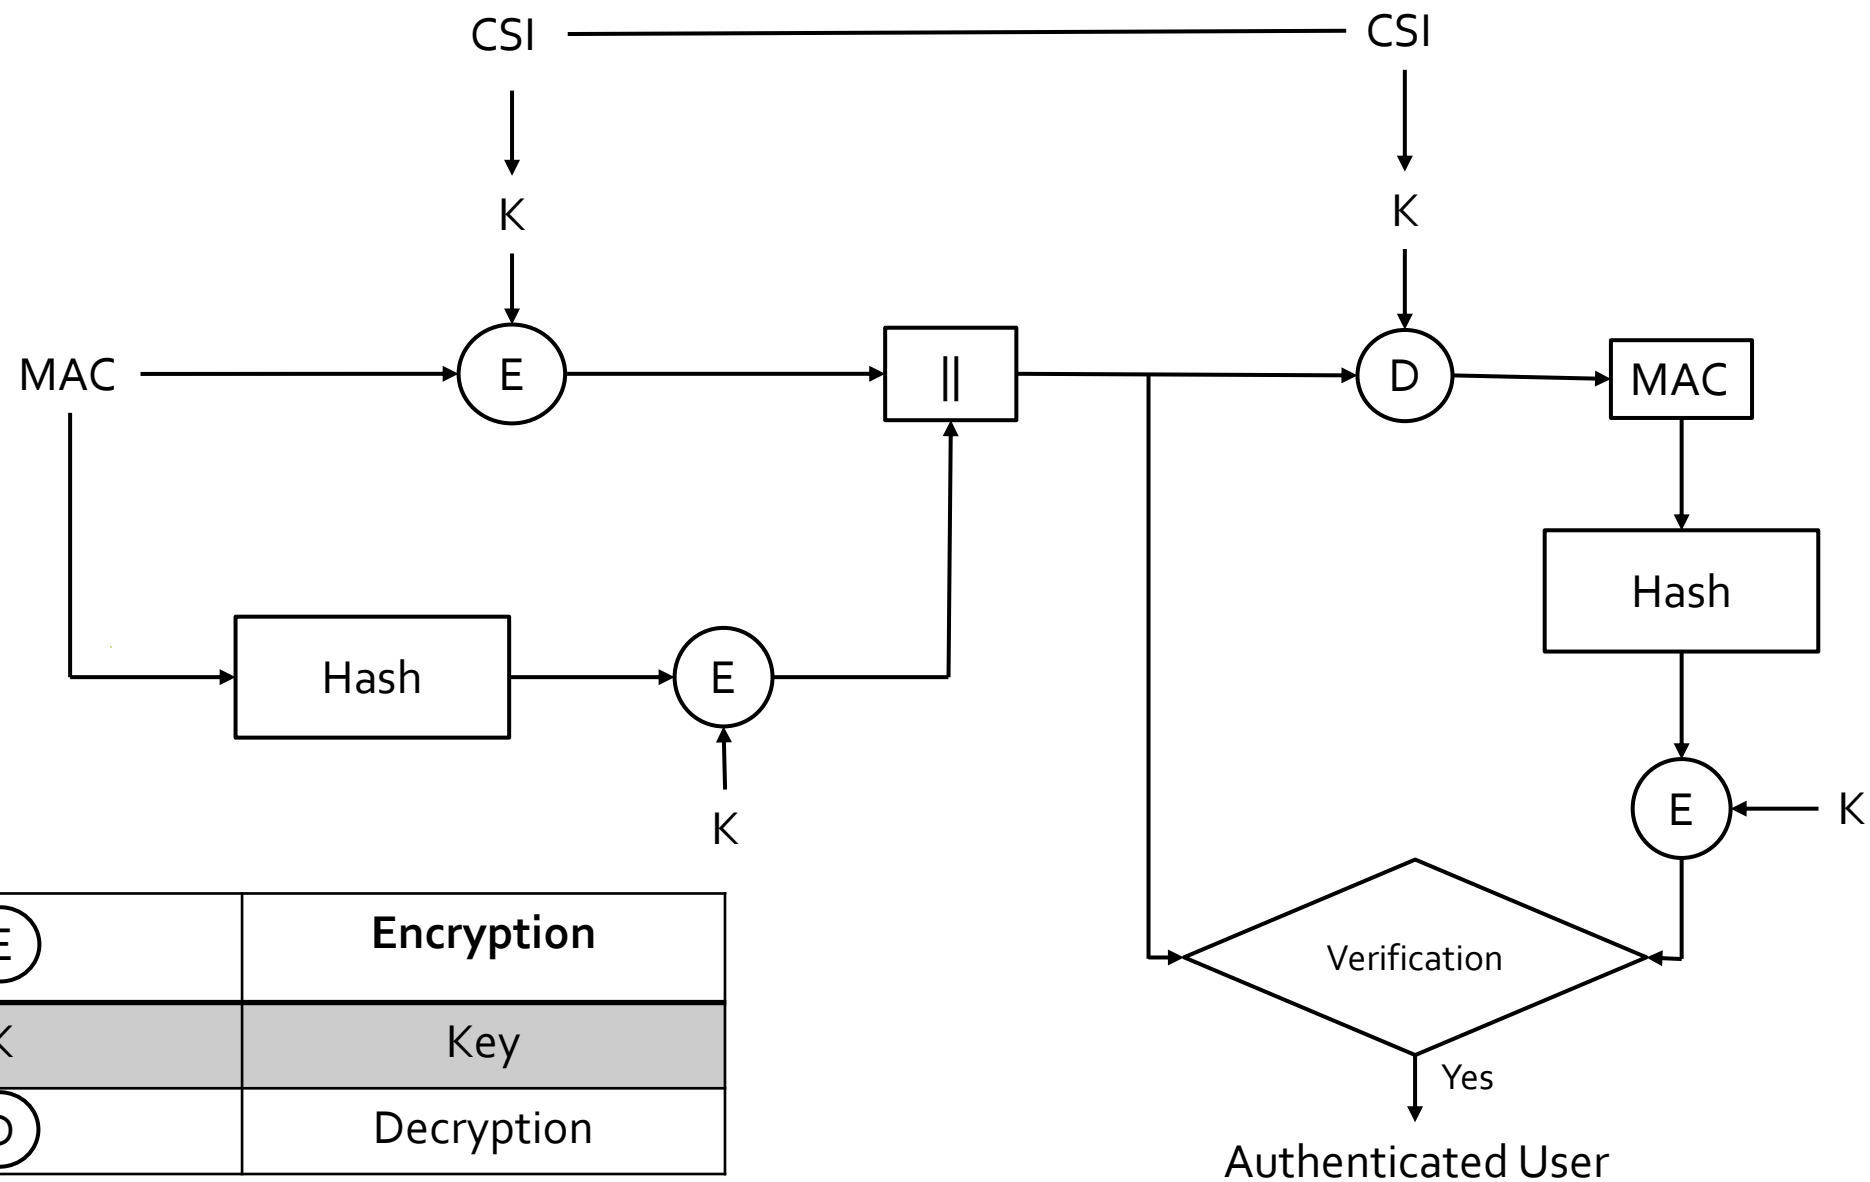 CSI
CSI
K
K
MAC
E
||
D
MAC
Hash
Hash
E
K
E
K
Verification
Yes
Authenticated User
E
Encryption
K
Key
D
Decryption